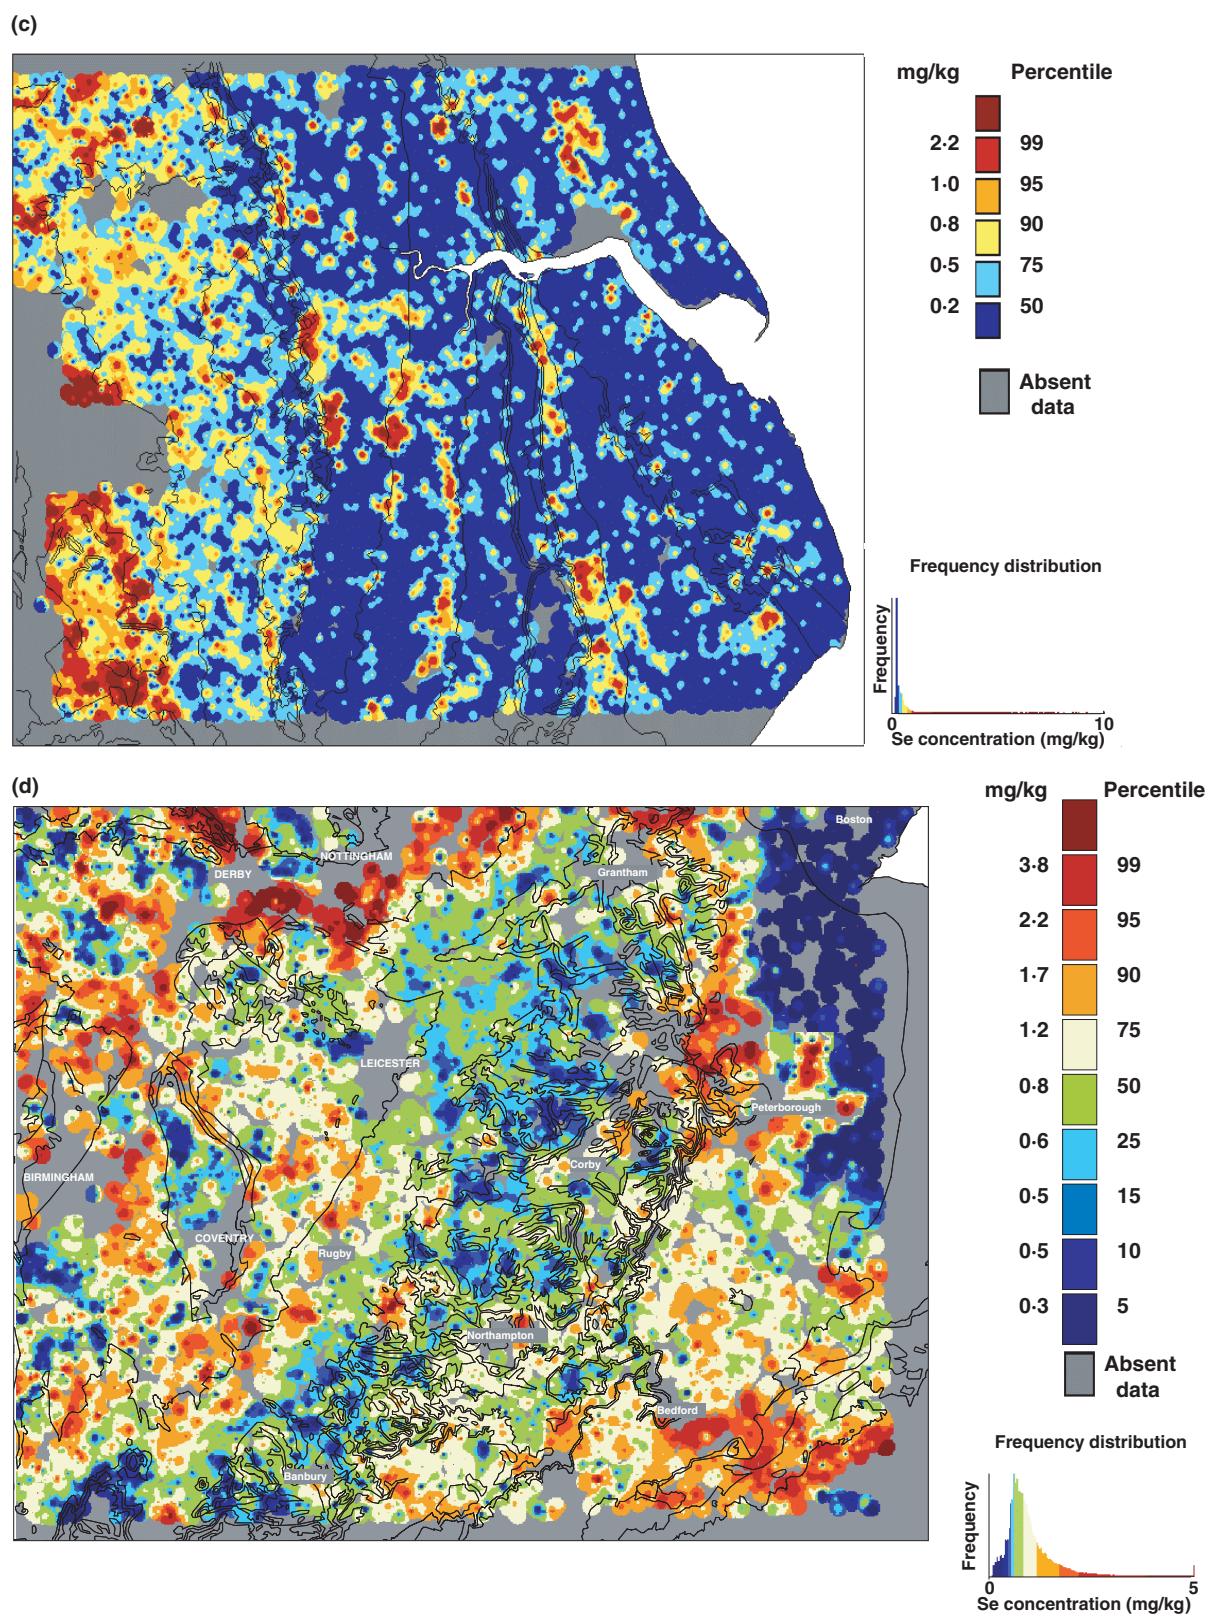 (c)
mg/kg Percentile
2·2 99
1·0 95
0·8 90
0·5 75
0·2 50
Absent
data
Frequency distribution
Frequency
0 10
Se concentration (mg/kg)
(d)
mg/kg Percentile
3·8 99
2·2 95
1·7 90
1·2 75
0·8 50
0·6 25
0·5 15
0·5 10
0·3 5
Absent
data
Boston
NOTTINGHAM
DERBY
Grantham
LEICESTER
Peterborough
BIRMINGHAM
Corby
COVENTRY
Rugby
Northampton
Bedford
Banbury
Frequency distribution
Frequency
0 5
Se concentration (mg/kg)